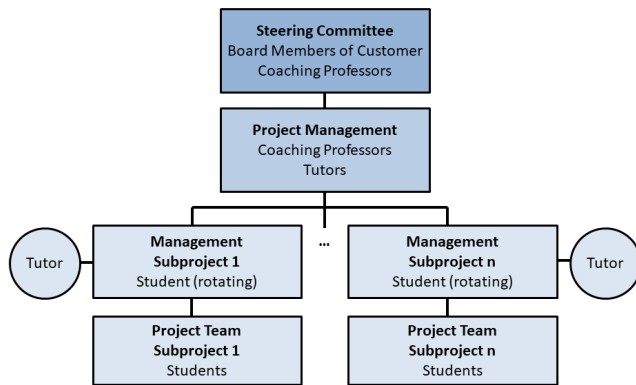 Steering Committee
Board Members of Customer
Coaching Professors
Project Management
Coaching Professors
Tutors
Tutor
Management
Subproject 1
Student (rotating)
...
Management
Subproject n
Student (rotating)
Tutor
Project Team
Subproject 1
Students
Project Team
Subproject n
Students